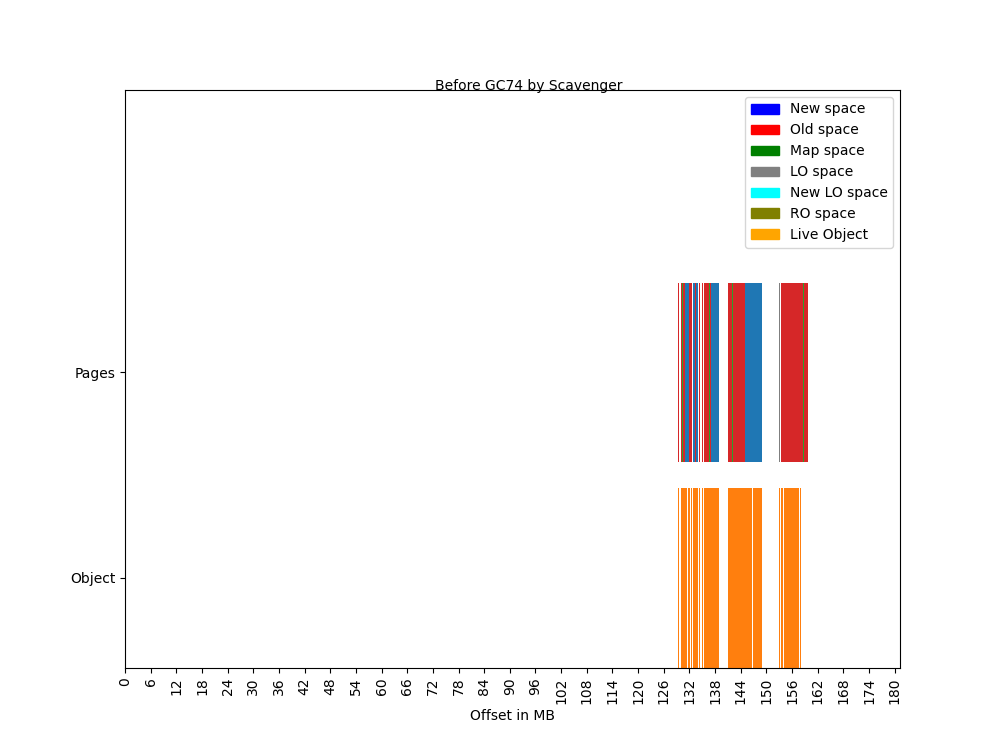 Before GC74 by Scavenger
New space
Old space
Map space
LO space
New LO space
RO space
Live Object
Pages
Object
0 6 12 18 24 30 36 42 48 54 60 66 72 78 84 90 96 102 108 114 120 126 132 138 144 150 156 162 168 174 180
Offset in MB